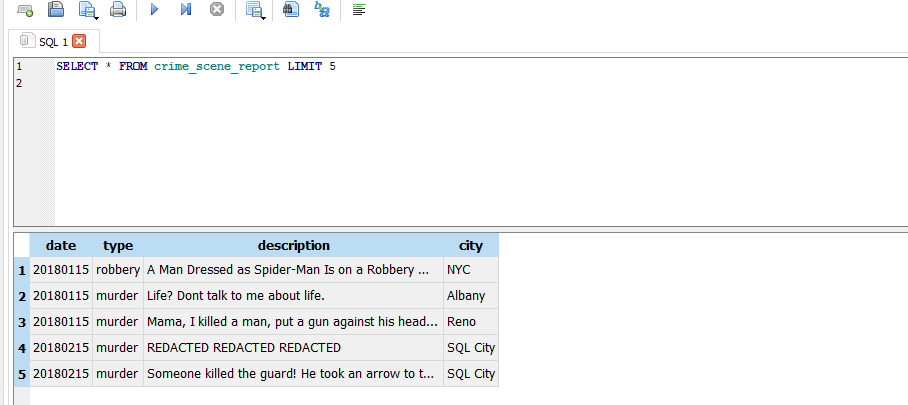 SQL 1
1 SELECT * FROM crime_scene_report LIMIT 5
2
date type description city
1 20180115 robbery A Man Dressed as Spider-Man Is on a Robbery ... NYC
2 20180115 murder Life? Dont talk to me about life. Albany
3 20180115 murder Mama, I killed a man, put a gun against his head... Reno
4 20180215 murder REDACTED REDACTED REDACTED SQL City
5 20180215 murder Someone killed the guard! He took an arrow to t... SQL City